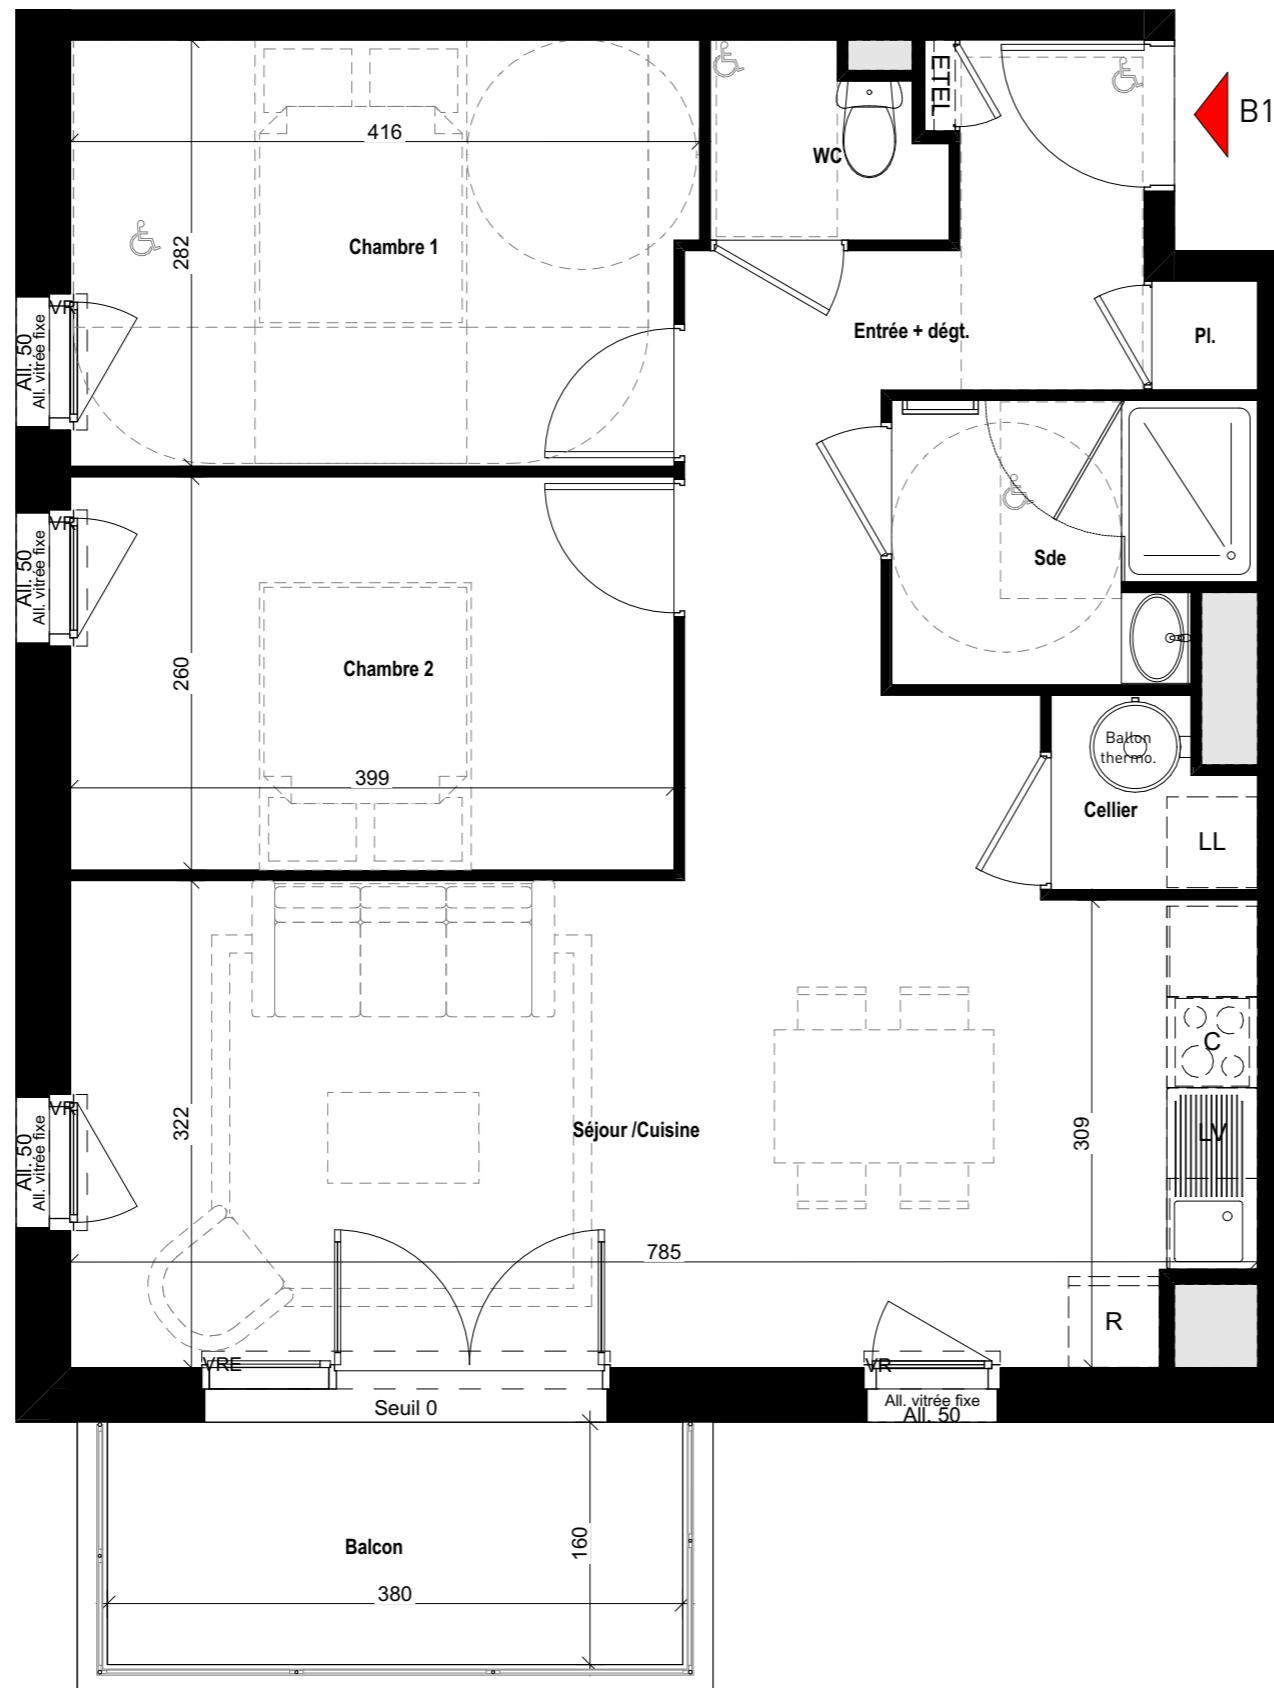 B1
ETEL
WC
416
Chambre 1
282
VR
All. 50
All. vitrée fixe
Entrée + dégt.
Pl.
VR
All. 50
All. vitrée fixe
Sde
260
Chambre 2
399
Ballon
thermo.
Cellier
LL
C
VR
All. 50
All. vitrée fixe
322
Séjour /Cuisine
309
LV
785
R
VRE
VR
Seuil 0
All. vitrée fixe
All. 50
Balcon
160
380